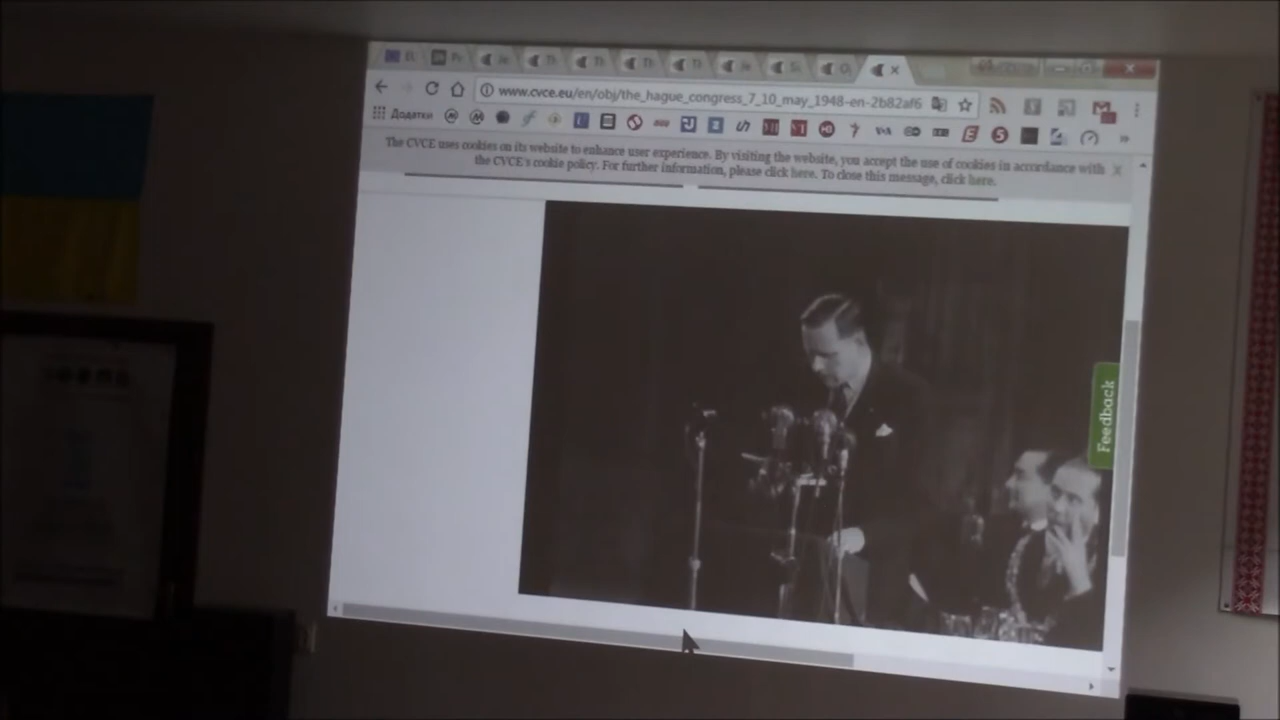 www.cvce.eu/en/obj/the_hague_congress_7_10_may_1948-en-2b82af6
Додатки
The CVCE uses cookies on its website to enhance user experience. By visiting the website, you accept the use of cookies in accordance with
the CVCE's cookie policy. For further information, please click here. To close this message, click here.
Feedback